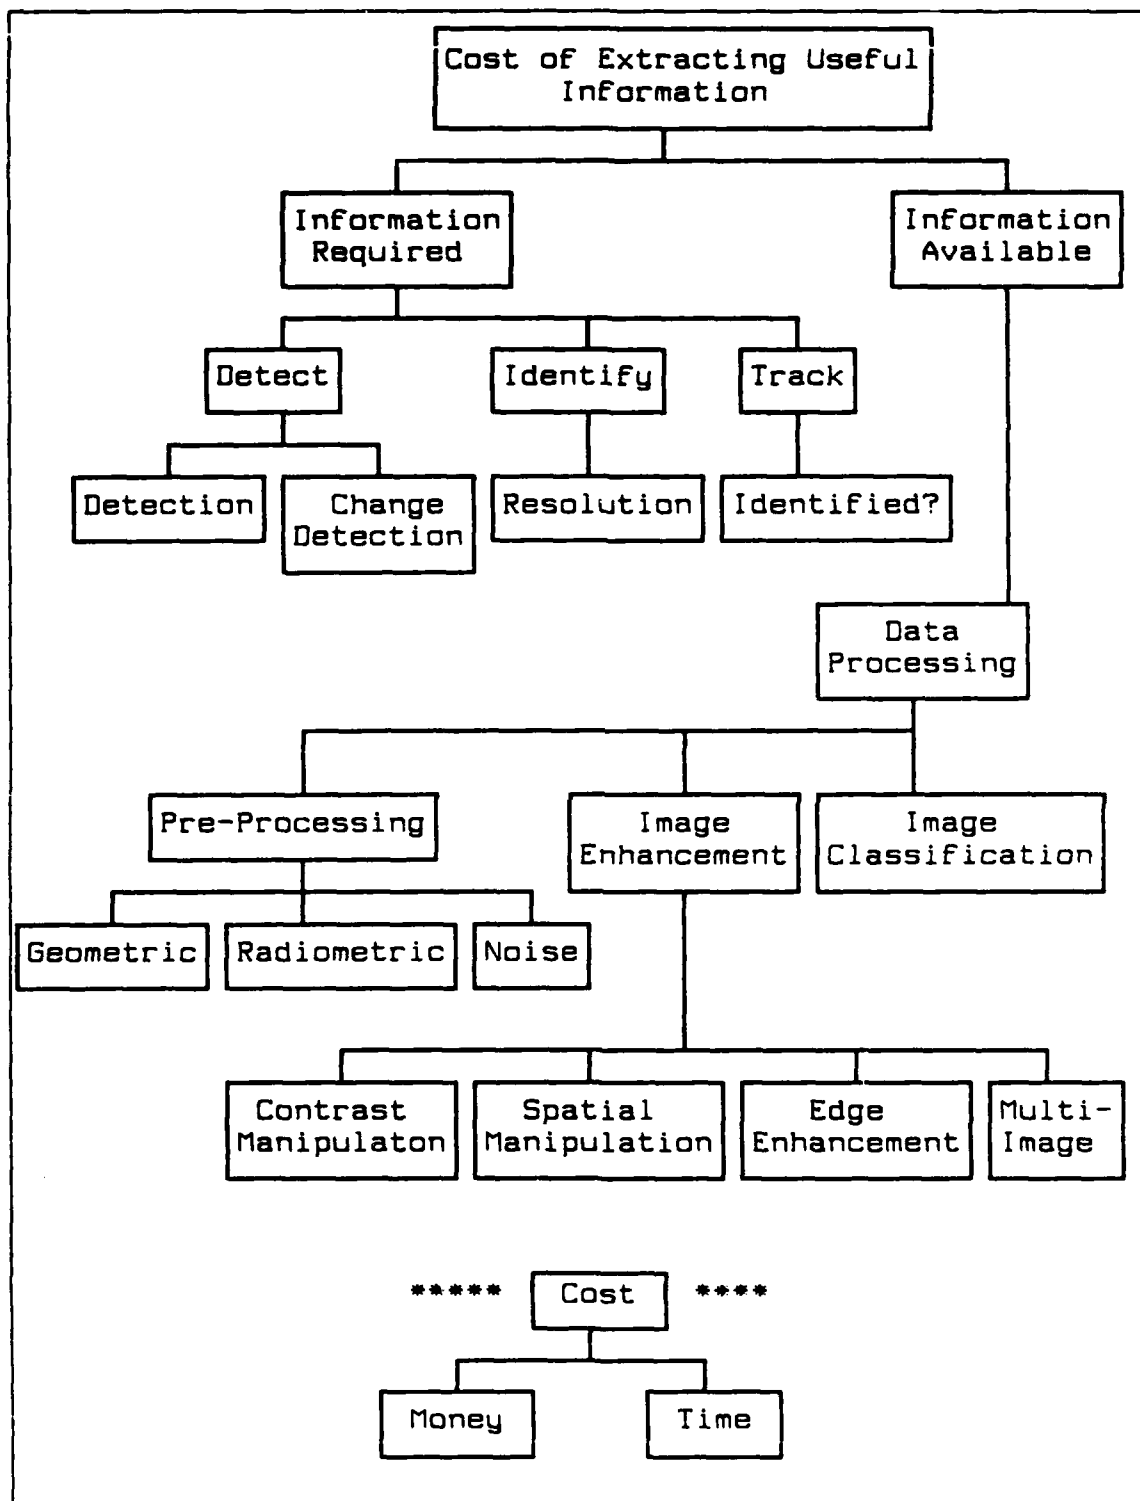 Cost of Extracting Useful
Information
Information
Required
Information
Available
Detect
Identify
Track
Detection
Change
Detection
Resolution
Identified?
Data
Processing
Pre-Processing
Image
Enhancement
Image
Classification
Geometric
Radiometric
Noise
Contrast
Manipulaton
Spatial
Manipulation
Edge
Enhancement
Multi-
Image
***** Cost ****
Money
Time